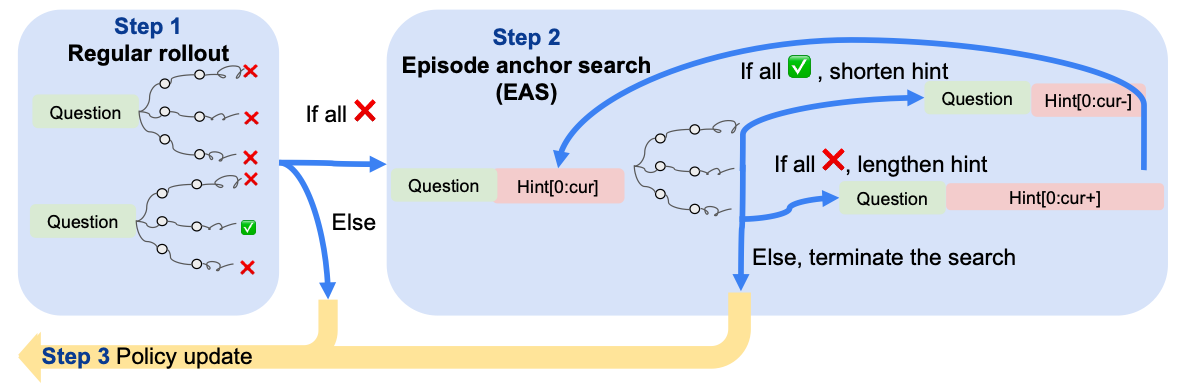 Step 1
Regular rollout
Question
Question
If all ❌
Else
Step 2
Episode anchor search
(EAS)
Question
Hint[0:cur]
If all ✅ , shorten hint
Question
Hint[0:cur-]
If all ❌, lengthen hint
Question
Hint[0:cur+]
Else, terminate the search
Step 3 Policy update